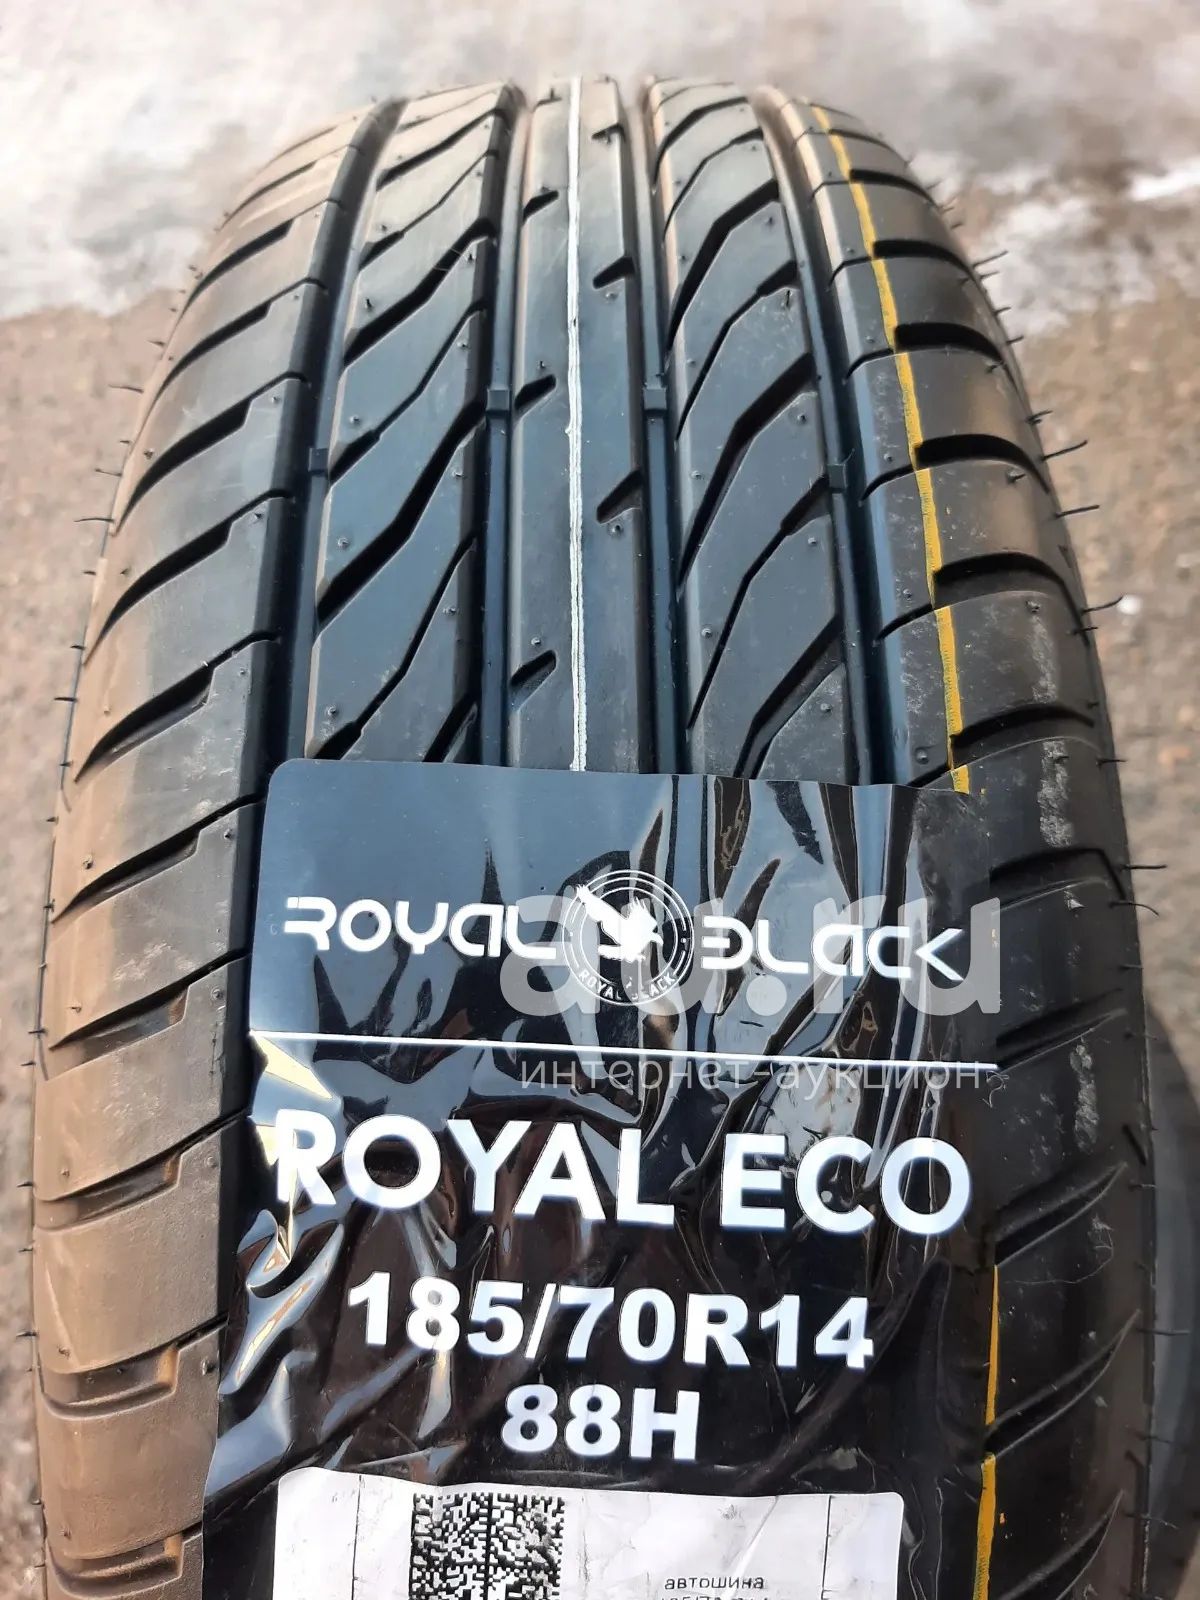 ROYAL BLACK
ROYAL BLACK
au.ru
интернет-аукцион
ROYAL ECO
185/70R14
88H
автошина